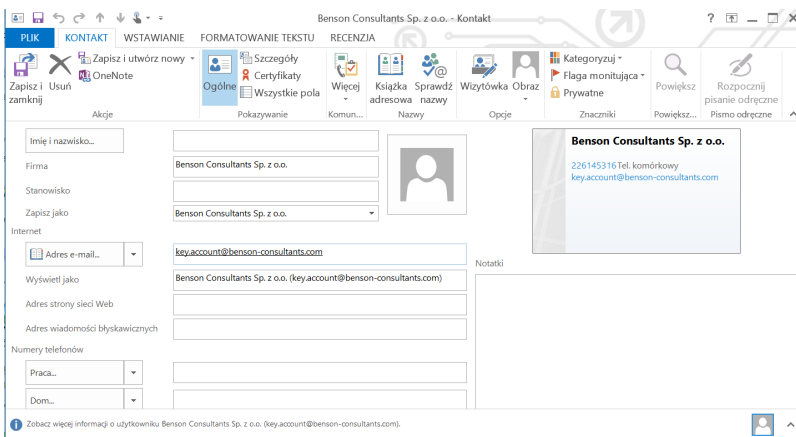 Benson Consultants Sp. z o.o. - Kontakt
PLIK KONTAKT WSTAWIANIE FORMATOWANIE TEKSTU RECENZJA
Zapisz i zamknij
Usuń
Zapisz i utwórz nowy
OneNote
Akcje
Ogólne
Szczegóły
Certyfikaty
Wszystkie pola
Pokazywanie
Więcej
Komun...
Książka adresowa
Sprawdź nazwy
Nazwy
Wizytówka
Obraz
Opcje
Kategoryzuj
Flaga monitująca
Prywatne
Znaczniki
Powiększ
Powiększ...
Rozpocznij pisanie odręczne
Pismo odręczne
Imię i nazwisko...
Firma Benson Consultants Sp. z o.o.
Stanowisko
Zapisz jako Benson Consultants Sp. z o.o.
Internet
Adres e-mail... key.account@benson-consultants.com
Wyświetl jako Benson Consultants Sp. z o.o. (key.account@benson-consultants.com)
Adres strony sieci Web
Adres wiadomości błyskawicznych
Numery telefonów
Praca...
Dom...
Benson Consultants Sp. z o.o.
226145316 Tel. komórkowy
key.account@benson-consultants.com
Notatki
Zobacz więcej informacji o użytkowniku Benson Consultants Sp. z o.o. (key.account@benson-consultants.com).